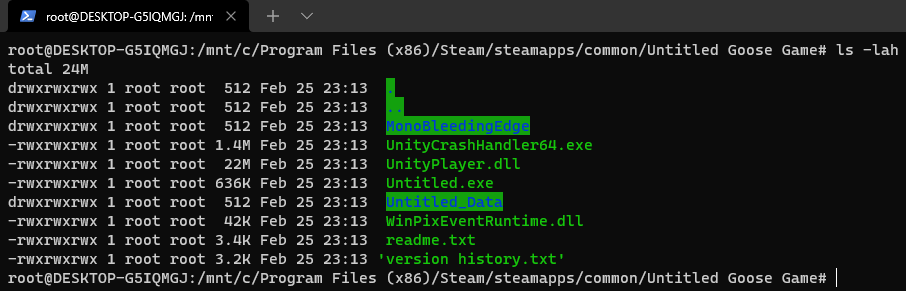 root@DESKTOP-G5IQMGJ: /mnt/c/Program Files
root@DESKTOP-G5IQMGJ:/mnt/c/Program Files (x86)/Steam/steamapps/common/Untitled Goose Game# ls -lah
total 24M
drwxrwxrwx 1 root root  512 Feb 25 23:13  .
drwxrwxrwx 1 root root  512 Feb 25 23:13  ..
drwxrwxrwx 1 root root  512 Feb 25 23:13  MonoBleedingEdge
-rwxrwxrwx 1 root root 1.4M Feb 25 23:13  UnityCrashHandler64.exe
-rwxrwxrwx 1 root root  22M Feb 25 23:13  UnityPlayer.dll
-rwxrwxrwx 1 root root 636K Feb 25 23:13  Untitled.exe
drwxrwxrwx 1 root root  512 Feb 25 23:13  Untitled_Data
-rwxrwxrwx 1 root root  42K Feb 25 23:13  WinPixEventRuntime.dll
-rwxrwxrwx 1 root root 3.4K Feb 25 23:13  readme.txt
-rwxrwxrwx 1 root root 3.2K Feb 25 23:13 'version history.txt'
root@DESKTOP-G5IQMGJ:/mnt/c/Program Files (x86)/Steam/steamapps/common/Untitled Goose Game#